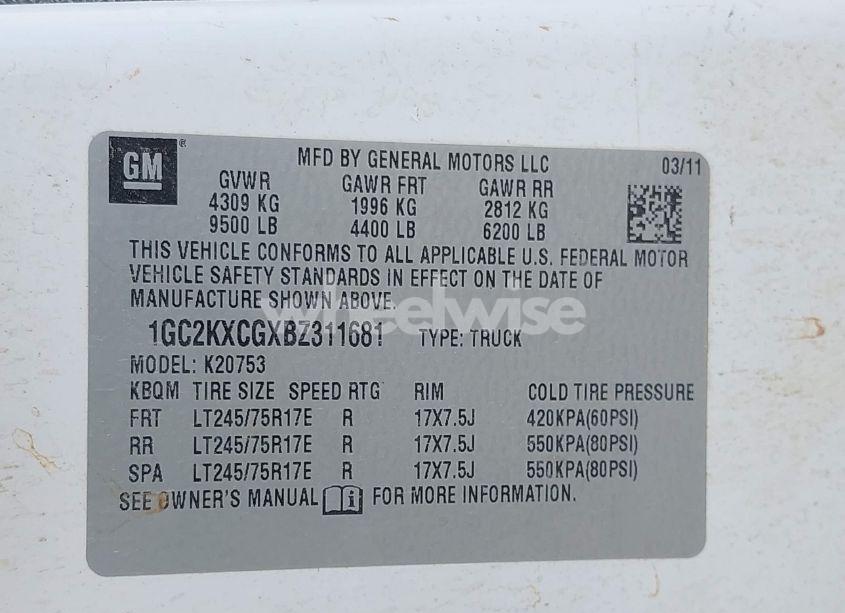 GM®
MFD BY GENERAL MOTORS LLC 03/11
GVWR GAWR FRT GAWR RR
4309 KG 1996 KG 2812 KG
9500 LB 4400 LB 6200 LB
THIS VEHICLE CONFORMS TO ALL APPLICABLE U.S. FEDERAL MOTOR
VEHICLE SAFETY STANDARDS IN EFFECT ON THE DATE OF
MANUFACTURE SHOWN ABOVE.
wheelwise
1GC2KXCGXBZ311681 TYPE: TRUCK
MODEL: K20753
KBQM TIRE SIZE SPEED RTG RIM COLD TIRE PRESSURE
FRT LT245/75R17E R 17X7.5J 420KPA(60PSI)
RR LT245/75R17E R 17X7.5J 550KPA(80PSI)
SPA LT245/75R17E R 17X7.5J 550KPA(80PSI)
SEE OWNER'S MANUAL i FOR MORE INFORMATION.